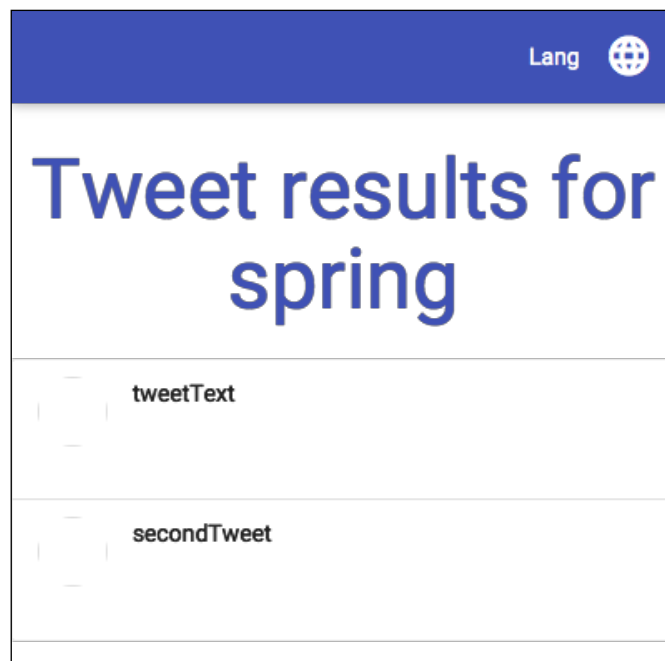 Lang
Tweet results for
spring
tweetText
secondTweet